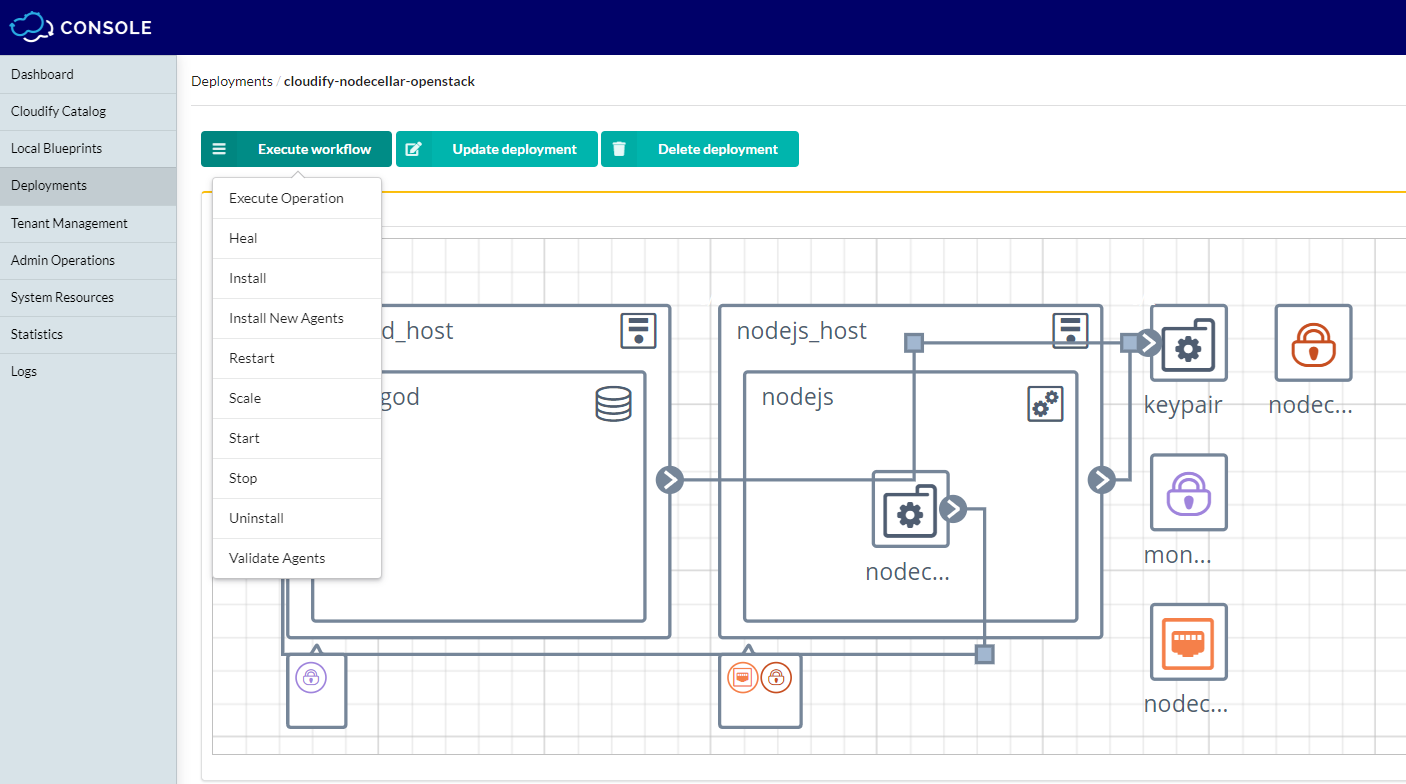 CONSOLE
Dashboard
Cloudify Catalog
Local Blueprints
Deployments
Tenant Management
Admin Operations
System Resources
Statistics
Logs
Deployments / cloudify-nodecellar-openstack
Execute workflow
Update deployment
Delete deployment
Execute Operation
Heal
Install
Install New Agents
Restart
Scale
Start
Stop
Uninstall
Validate Agents
d_host
god
nodejs_host
nodejs
nodec...
keypair
nodec...
mon...
nodec...